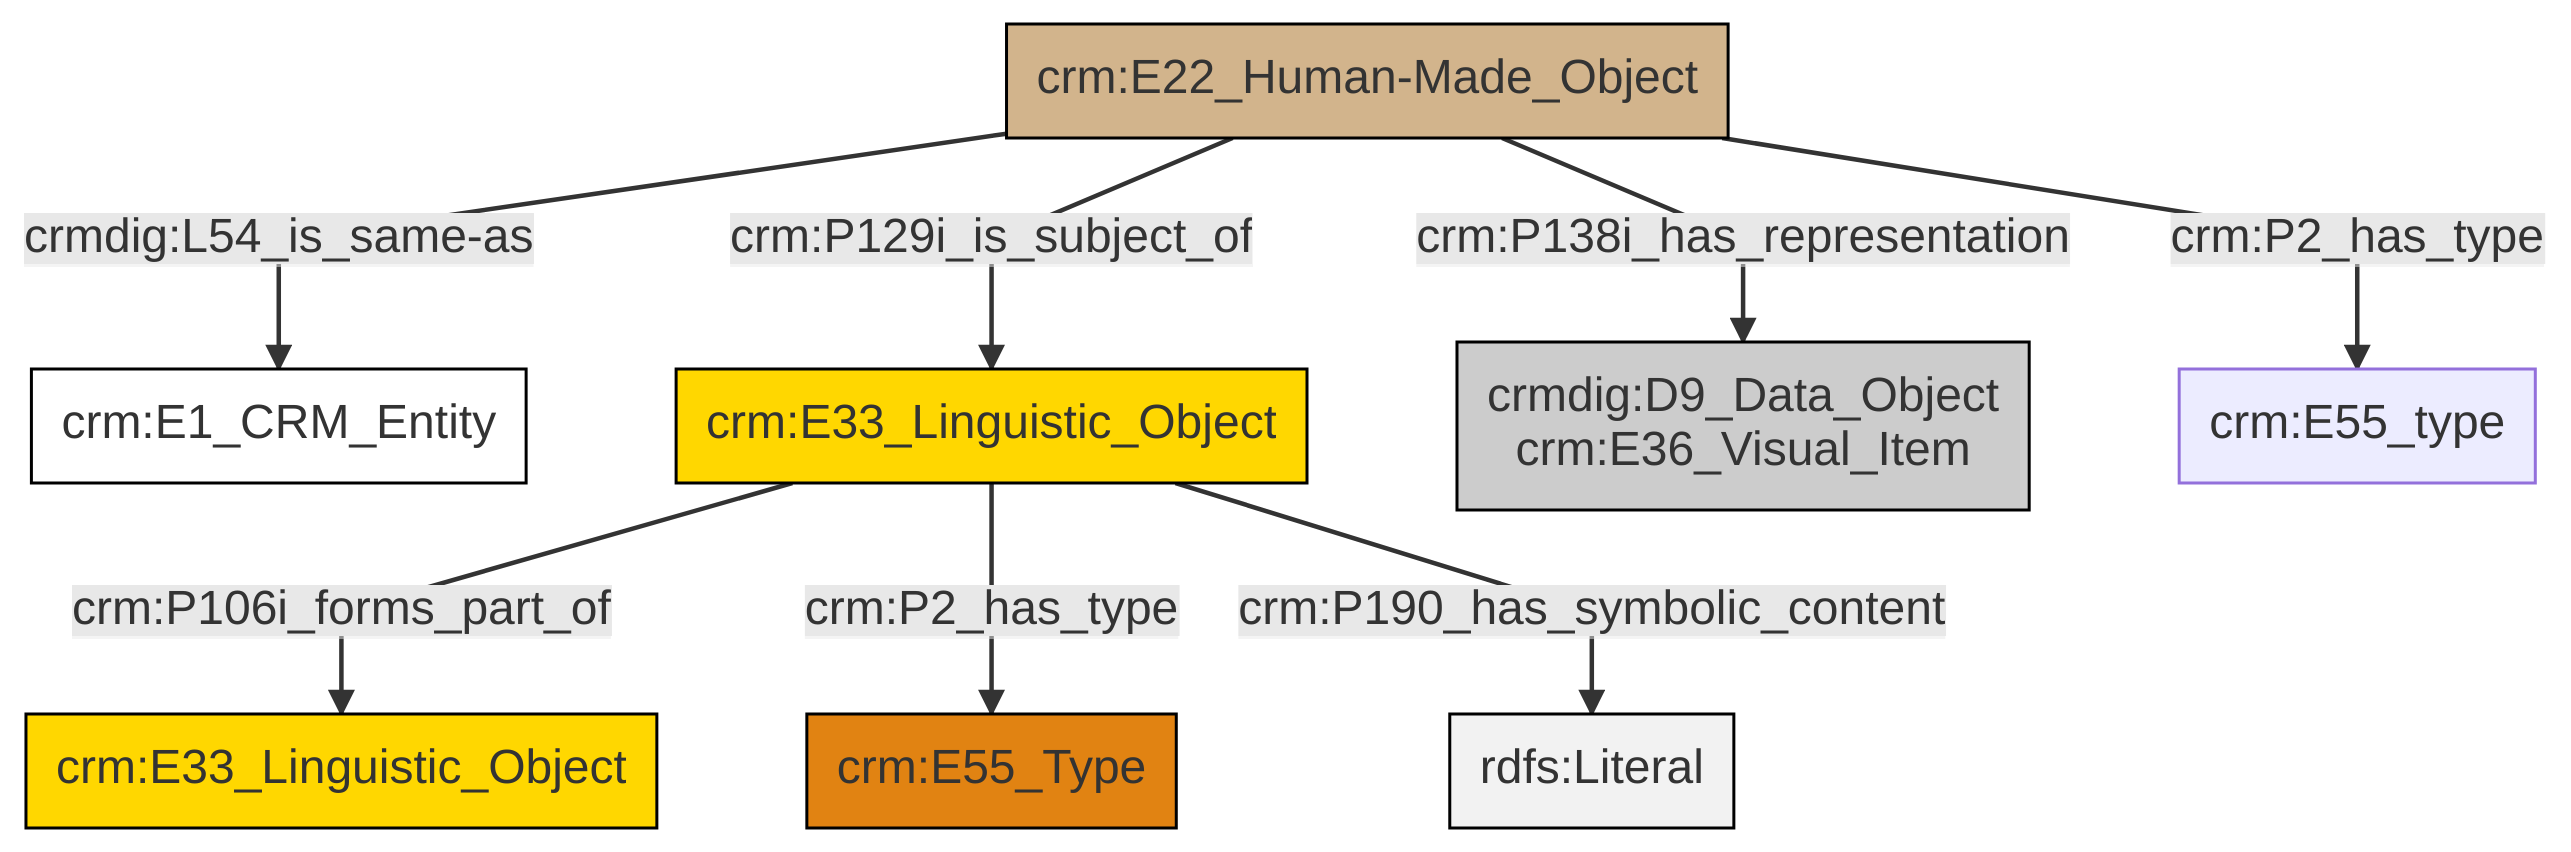 crm:E22_Human-Made_Object
crmdig:L54_is_same-as
crm:P129i_is_subject_of
crm:P138i_has_representation
crm:P2_has_type
crm:E1_CRM_Entity
crm:E33_Linguistic_Object
crmdig:D9_Data_Object
crm:E36_Visual_Item
crm:E55_type
crm:P106i_forms_part_of
crm:P2_has_type
crm:P190_has_symbolic_content
crm:E33_Linguistic_Object
crm:E55_Type
rdfs:Literal